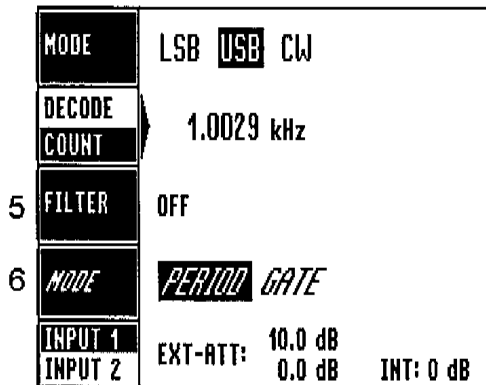 MODE LSB USB CW
DECODE
COUNT
1.0029 kHz
5 FILTER OFF
6 MODE PERIOD GATE
INPUT 1
INPUT 2
EXT-ATT: 10.0 dB
0.0 dB INT: 0 dB